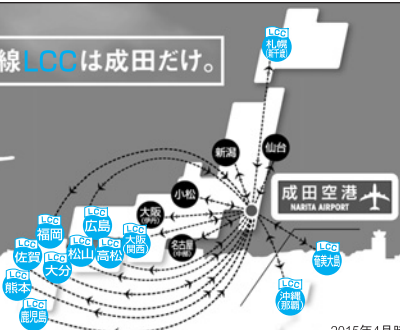 線LCCは成田だけ。
LCC
札幌
(新千歳)
新潟
仙台
小松
成田空港
NARITA AIRPORT
大阪
(伊丹)
LCC
広島
LCC
福岡
LCC
大阪
関西
名古屋
(中部)
LCC
佐賀
LCC
松山
LCC
高松
LCC
大分
LCC
奄美大島
LCC
熊本
LCC
沖縄
(那覇)
LCC
鹿児島
2015年4月